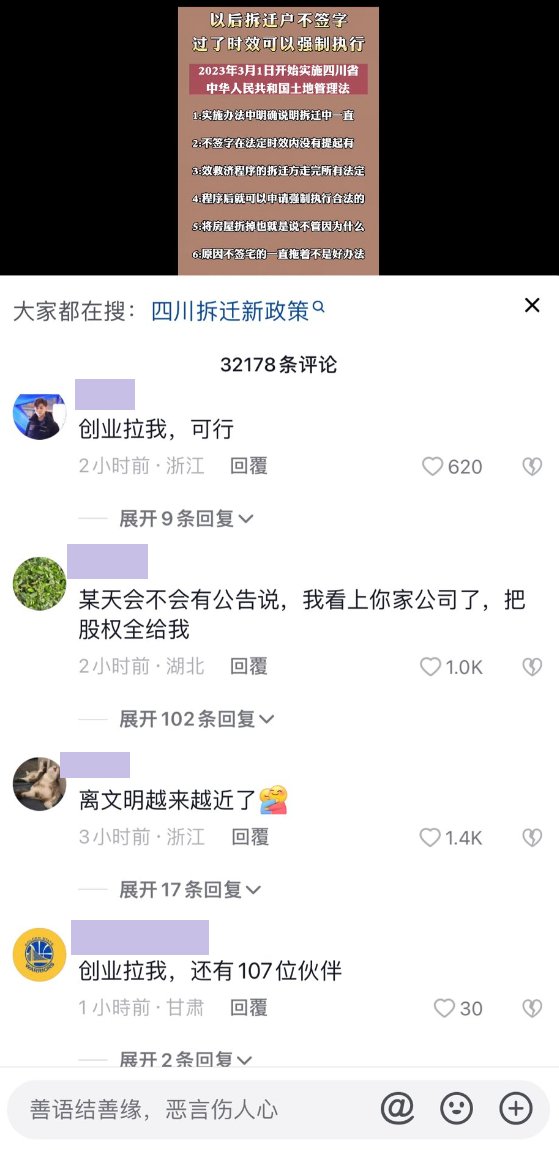 以后拆迁户不签字
过了时效可以强制执行
2023年3月1日开始实施四川省
中华人民共和国土地管理法
1:实施办法中明确说明拆迁中一直
2:不签字在法定时效内没有提起有
3:效救济程序的拆迁方走完所有法定
4:程序后就可以申请强制执行合法的
5:将房屋拆掉也就是说不管因为什么
6:原因不签宅的一直拖着不是好办法
大家都在搜: 四川拆迁新政策
32178条评论
创业拉我，可行
2小时前·浙江 回覆
620
展开9条回复
某天会不会有公告说，我看上你家公司了，把
股权全给我
2小时前·湖北 回覆
1.0K
展开102条回复
离文明越来越近了
3小时前·浙江 回覆
1.4K
展开17条回复
WARRIORS
创业拉我，还有107位伙伴
1小時前·甘肃 回覆
30
展开2条回复
善语结善缘，恶言伤人心